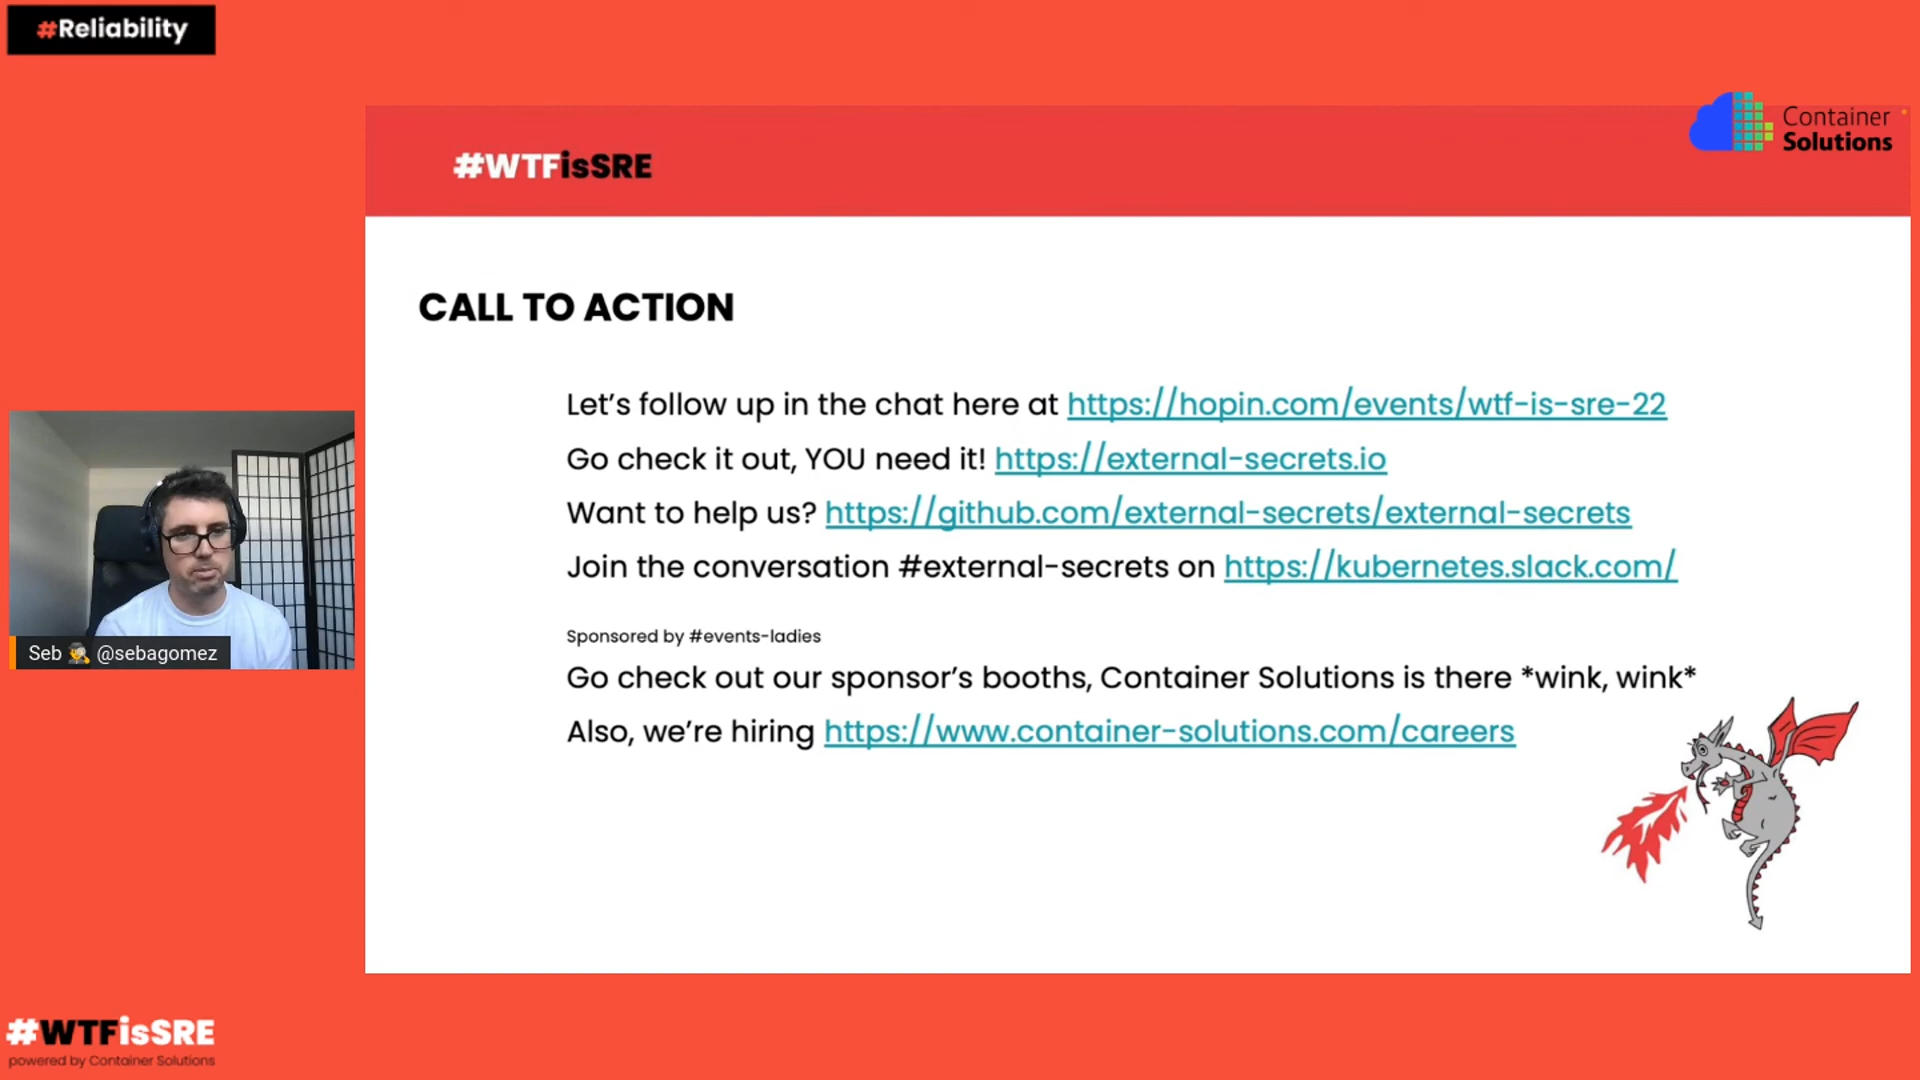 #Reliability
Container
Solutions
#WTFisSRE
CALL TO ACTION
Let’s follow up in the chat here at https://hopin.com/events/wtf-is-sre-22
Go check it out, YOU need it! https://external-secrets.io
Want to help us? https://github.com/external-secrets/external-secrets
Join the conversation #external-secrets on https://kubernetes.slack.com/
Sponsored by #events-ladies
Go check out our sponsor’s booths, Container Solutions is there *wink, wink*
Also, we’re hiring https://www.container-solutions.com/careers
Seb 🕵️ @sebagomez
#WTFisSRE
powered by Container Solutions